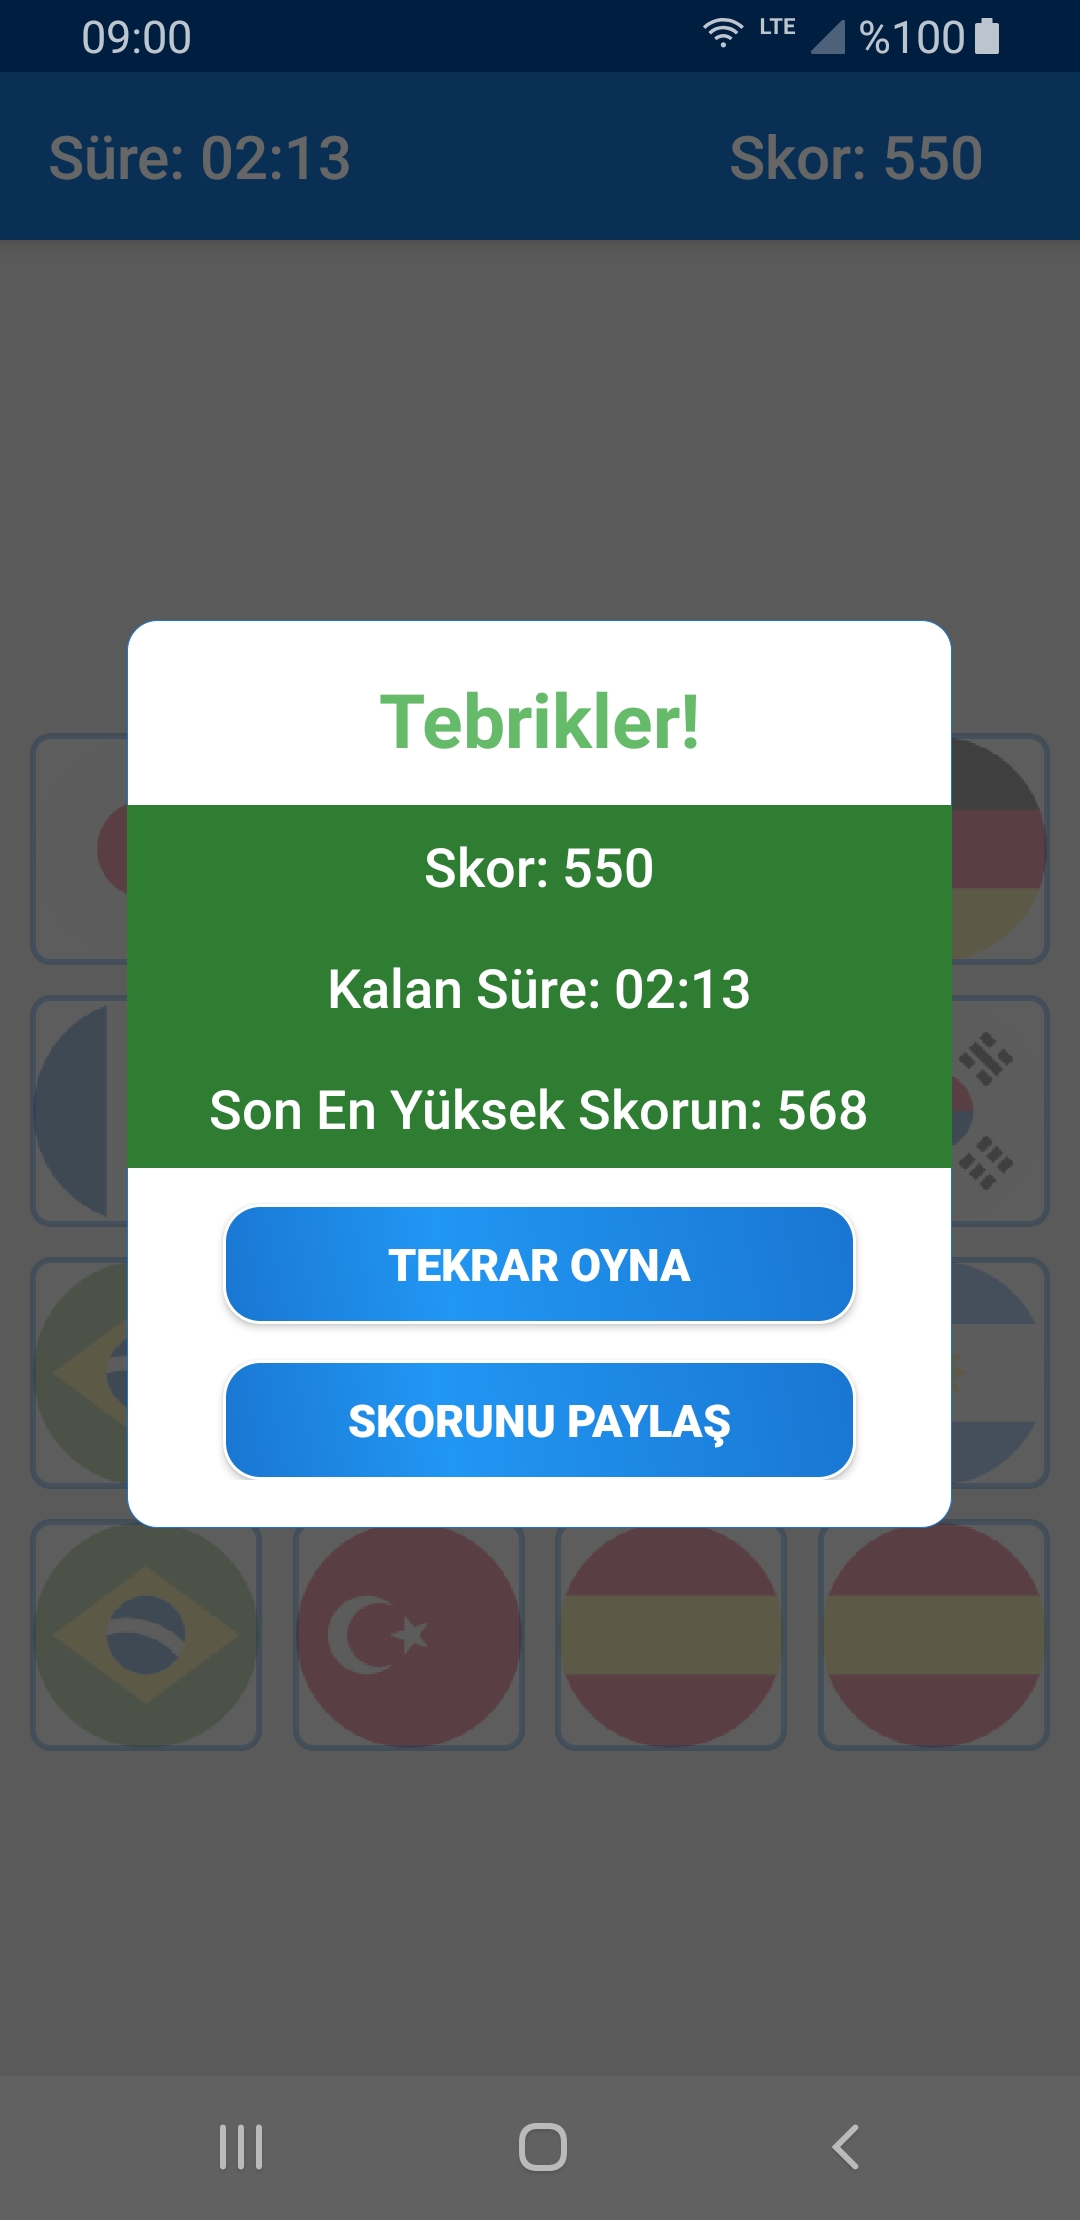 09:00 LTE %100
Süre: 02:13 Skor: 550
Tebrikler!
Skor: 550
Kalan Süre: 02:13
Son En Yüksek Skorun: 568
TEKRAR OYNA
SKORUNU PAYLAŞ